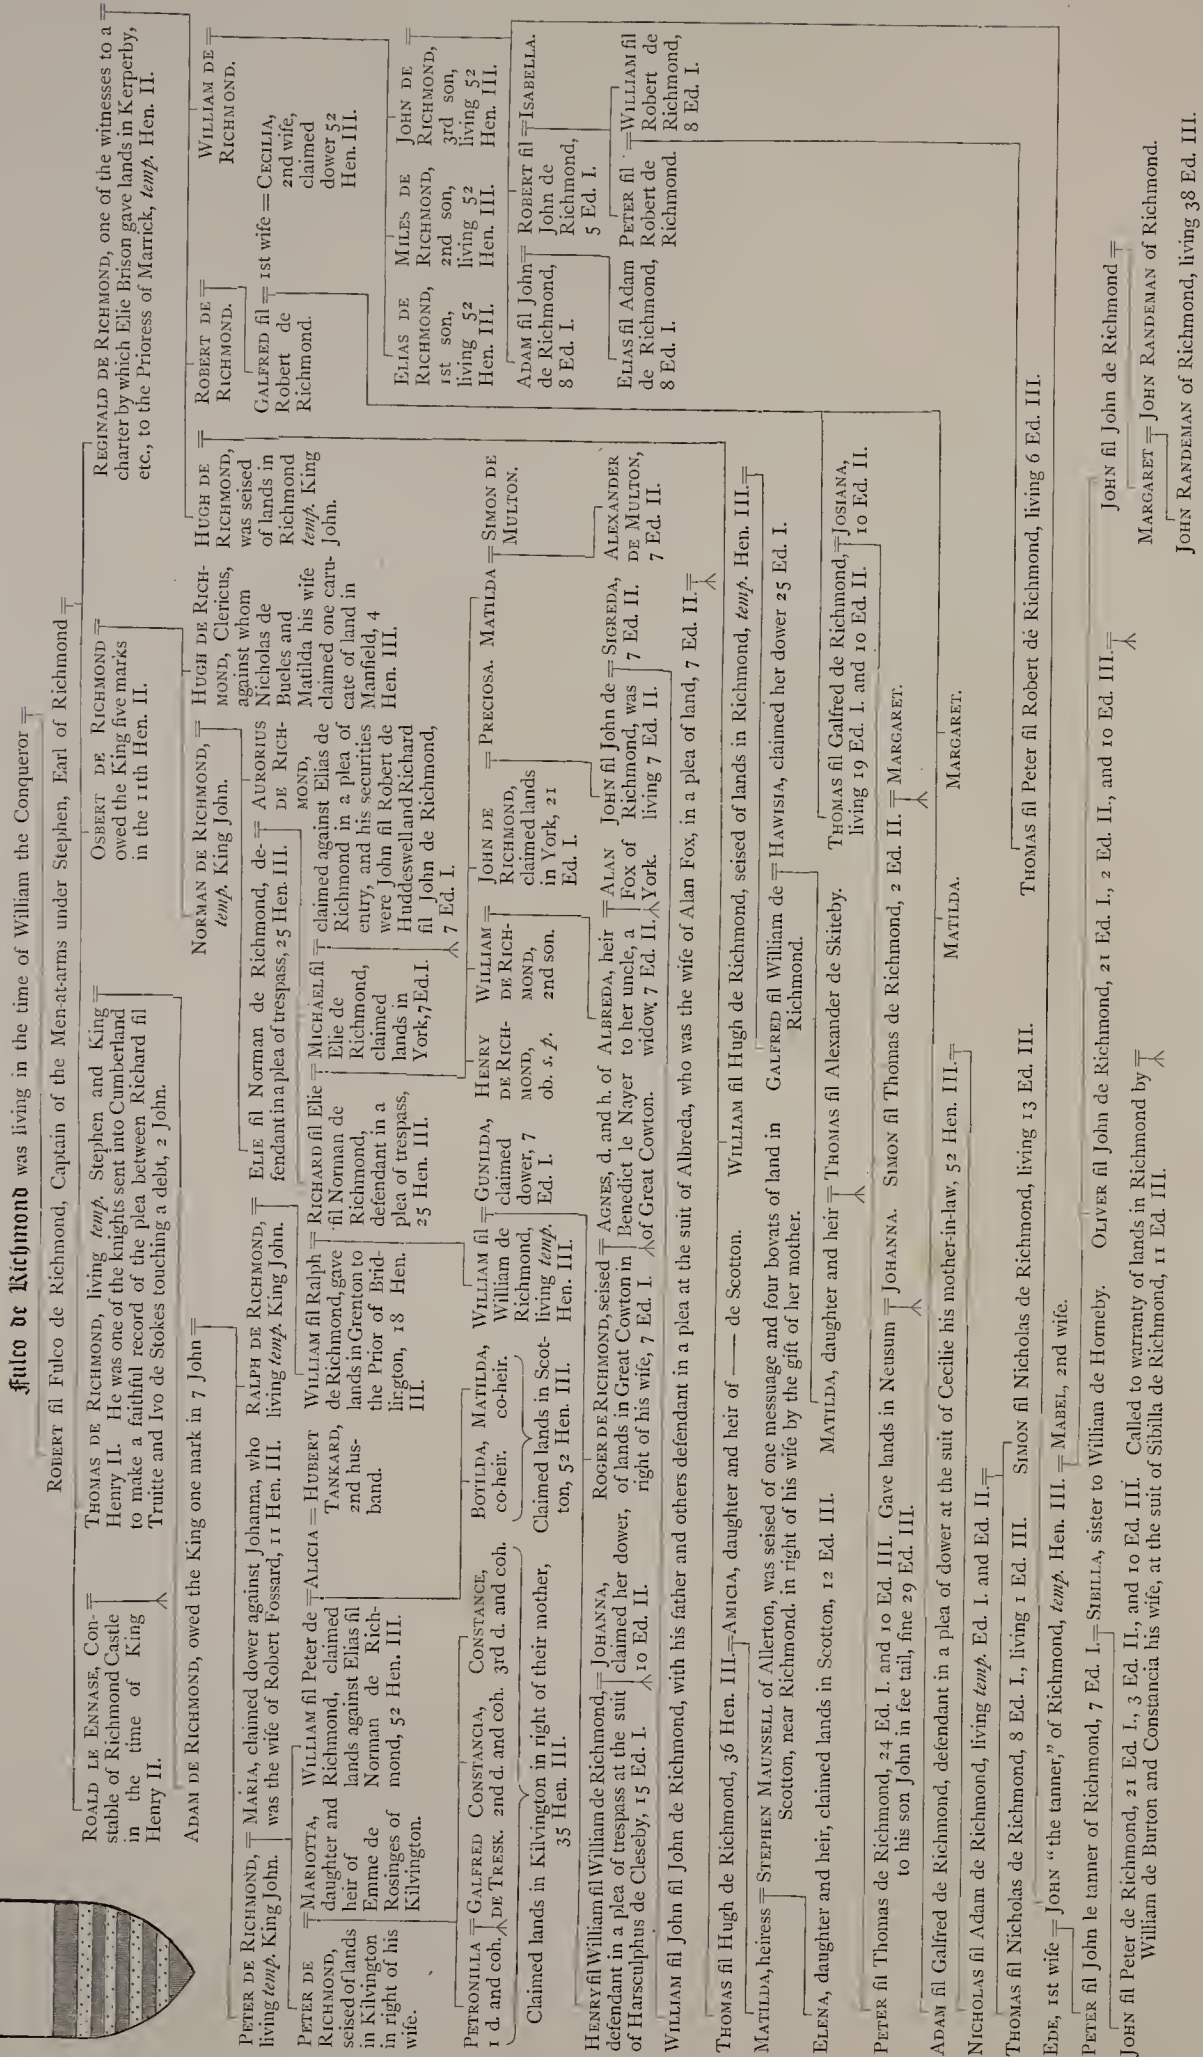 Fulco de Richmond was living in the time of William the Conqueror
ROBERT fil Fulco de Richmond, Captain of the Men-at-arms under Stephen, Earl of Richmond
ROALD LE ENNASE, Con-
stable of Richmond Castle
in the time of King
Henry II.
THOMAS DE RICHMOND, living temp. Stephen and King
Henry II. He was one of the knights sent into Cumberland
to make a faithful record of the plea between Richard fil
Truitte and Ivo de Stokes touching a debt, 2 John.
OSBERT DE RICHMOND
owed the King five marks
in the 11th Hen. II.
REGINALD DE RICHMOND, one of the witnesses to a
charter by which Elie Brison gave lands in Kerperby,
etc., to the Prioress of Marrick, temp. Hen. II.
ADAM DE RICHMOND, owed the King one mark in 7 John
NORMAN DE RICHMOND,
temp. King John.
HUGH DE RICH-
MOND, Clericus,
against whom
Nicholas de
Bueles and
Matilda his wife
claimed one caru-
cate of land in
Manfield, 4
Hen. III.
HUGH DE
RICHMOND,
was seised
of lands in
Richmond
temp. King
John.
ROBERT DE
RICHMOND.
WILLIAM DE
RICHMOND.
PETER DE RICHMOND,
living temp. King John.
MARIA, claimed dower against Johanna, who
was the wife of Robert Fossard, 11 Hen. III.
RALPH DE RICHMOND,
living temp. King John.
ELIE fil Norman de Richmond, de-
fendant in a plea of trespass, 25 Hen. III.
AURORIUS
DE RICH-
MOND,
GALFRED fil
Robert de
Richmond.
1st wife
CECILIA,
2nd wife,
claimed
dower 52
Hen. III.
PETER DE
RICHMOND,
seised of lands
in Kilvington
in right of his
wife.
MARIOTTA,
daughter and
heir of
Emme de
Rosinges of
Kilvington.
WILLIAM fil Peter de
Richmond, claimed
lands against Elias fil
Norman de Rich-
mond, 52 Hen. III.
ALICIA
HUBERT
TANKARD,
2nd hus-
band.
WILLIAM fil Ralph
de Richmond, gave
lands in Grenton to
the Prior of Brid-
lington, 18 Hen.
III.
RICHARD fil Elie
fil Norman de
Richmond,
defendant in a
plea of trespass,
25 Hen. III.
MICHAEL fil
Elie de
Richmond,
claimed
lands in
York, 7 Ed. I.
claimed against Elias de
Richmond in a plea of
entry, and his securities
were John fil Robert de
Huddeswell and Richard
fil John de Richmond,
7 Ed. I.
ELIAS DE
RICHMOND,
1st son,
living 52
Hen. III.
MILES DE
RICHMOND,
2nd son,
living 52
Hen. III.
JOHN DE
RICHMOND,
3rd son,
living 52
Hen. III.
PETRONILLA
1 d. and coh.
GALFRED
DE TRESK.
CONSTANCIA,
2nd d. and coh.
CONSTANCE,
3rd d. and coh.
Claimed lands in Kilvington in right of their mother,
35 Hen. III.
BOTILDA,
co-heir.
MATILDA,
co-heir.
Claimed lands in Scot-
ton, 52 Hen. III.
WILLIAM fil
William de
Richmond,
living temp.
Hen. III.
GUNILDA,
claimed
dower, 7
Ed. I.
HENRY
DE RICH-
MOND,
ob. s. p.
WILLIAM
DE RICH-
MOND,
2nd son.
JOHN DE
RICHMOND,
claimed lands
in York, 21
Ed. I.
PRECIOSA.
MATILDA
SIMON DE
MULTON.
ADAM fil John
de Richmond,
8 Ed. I.
ROBERT fil
John de
Richmond,
5 Ed. I.
ISABELLA.
HENRY fil William fil William de Richmond,
defendant in a plea of trespass at the suit
of Harsculphus de Cleseby, 15 Ed. I.
JOHANNA,
claimed her dower,
10 Ed. II.
ROGER DE RICHMOND, seised
of lands in Great Cowton in
right of his wife, 7 Ed. I.
AGNES, d. and h. of
Benedict le Nayer
of Great Cowton.
ALBREDA, heir
to her uncle, a
widow, 7 Ed. II.
ALAN
Fox of
York.
JOHN fil John de
Richmond, was
living 7 Ed. II.
SIGREDA,
7 Ed. II.
ALEXANDER
DE MULTON,
7 Ed. II.
ELIAS fil Adam
de Richmond,
8 Ed. I.
PETER fil
Robert de
Richmond.
WILLIAM fil
Robert de
Richmond,
8 Ed. I.
WILLIAM fil John fil John de Richmond, with his father and others defendant in a plea at the suit of Albreda, who was the wife of Alan Fox, in a plea of land, 7 Ed. II.
THOMAS fil Hugh de Richmond, 36 Hen. III.
AMICIA, daughter and heir of —— de Scotton.
WILLIAM fil Hugh de Richmond, seised of lands in Richmond, temp. Hen. III.
MATILDA, heiress
STEPHEN MAUNSELL of Allerton, was seised of one message and four bovats of land in
Scotton, near Richmond, in right of his wife by the gift of her mother.
GALFRED fil William de
Richmond.
HAWISIA, claimed her dower 25 Ed. I.
ELENA, daughter and heir, claimed lands in Scotton, 12 Ed. III.
MATILDA, daughter and heir
THOMAS fil Alexander de Skiteby.
THOMAS fil Galfred de Richmond,
living 19 Ed. I. and 10 Ed. II.
JOSIANA,
10 Ed. II.
PETER fil Thomas de Richmond, 24 Ed. I. and 10 Ed. III. Gave lands in Neusum
to his son John in fee tail, fine 29 Ed. III.
JOHANNA.
SIMON fil Thomas de Richmond, 2 Ed. II.
MARGARET.
ADAM fil Galfred de Richmond, defendant in a plea of dower at the suit of Cecilie his mother-in-law, 52 Hen. III.
MATILDA.
MARGARET.
NICHOLAS fil Adam de Richmond, living temp. Ed. I. and Ed. II.
THOMAS fil Nicholas de Richmond, 8 Ed. I., living 1 Ed. III.
SIMON fil Nicholas de Richmond, living 13 Ed. III.
THOMAS fil Peter fil Robert de Richmond, living 6 Ed. III.
EDE, 1st wife
JOHN "the tanner," of Richmond, temp. Hen. III.
MABEL, 2nd wife.
PETER fil John le tanner of Richmond, 7 Ed. I.
SIBILLA, sister to William de Horneby.
OLIVER fil John de Richmond, 21 Ed. I., 2 Ed. II., and 10 Ed. III.
JOHN fil John de Richmond
JOHN fil Peter de Richmond, 21 Ed. I., 3 Ed. II., and 10 Ed. III. Called to warranty of lands in Richmond by
William de Burton and Constancia his wife, at the suit of Sibilla de Richmond, 11 Ed. III.
MARGARET
JOHN RANDEMAN of Richmond.
JOHN RANDEMAN of Richmond, living 38 Ed. III.